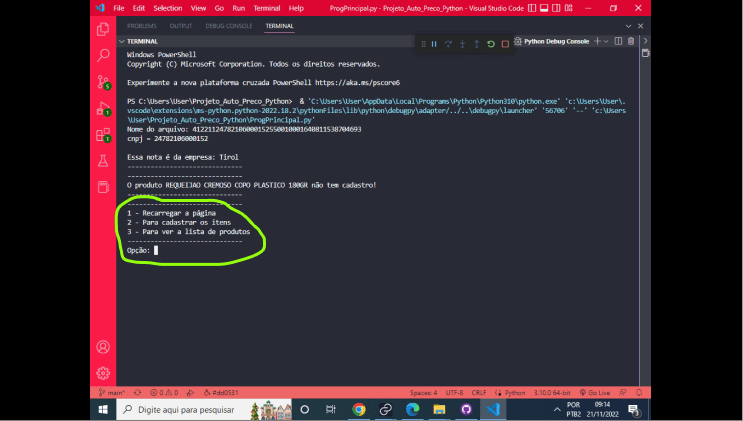 File Edit Selection View Go Run Terminal Help ProgPrincipal.py - Projeto_Auto_Preco_Python - Visual Studio Code
PROBLEMS OUTPUT DEBUG CONSOLE TERMINAL
TERMINAL
Python Debug Console
Windows PowerShell
Copyright (C) Microsoft Corporation. Todos os direitos reservados.
Experimente a nova plataforma cruzada PowerShell https://aka.ms/pscore6
PS C:\Users\User\Projeto_Auto_Preco_Python> & 'C:\Users\User\AppData\Local\Programs\Python\Python310\python.exe' 'c:\Users\User\.
vscode\extensions\ms-python.python-2022.18.2\pythonFiles\lib\python\debugpy\adapter/../..\debugpy\launcher' '56706' '--' 'c:\Users
\User\Projeto_Auto_Preco_Python\ProgPrincipal.py'
Nome do arquivo: 41221124782106000152550010001640811538704693
cnpj = 24782106000152
Essa nota é da empresa: Tirol
-----------------------------
-----------------------------
O produto REQUEIJAO CREMOSO COPO PLASTICO 180GR não tem cadastro!
-----------------------------
-----------------------------
1 - Recarregar a página
2 - Para cadastrar os itens
3 - Para ver a lista de produtos
-----------------------------
Opção:
main* 0 0 #dd0531 Spaces: 4 UTF-8 CRLF Python 3.10.0 64-bit Go Live
Digite aqui para pesquisar
POR 09:14
PTB2 21/11/2022